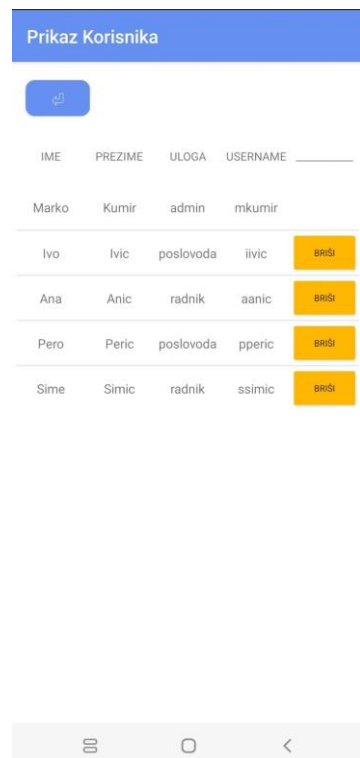 Prikaz Korisnika
IME PREZIME ULOGA USERNAME
Marko Kumir admin mkumir
Ivo Ivic poslovoda iivic BRIŠI
Ana Anic radnik aanic BRIŠI
Pero Peric poslovoda pperic BRIŠI
Sime Simic radnik ssimic BRIŠI